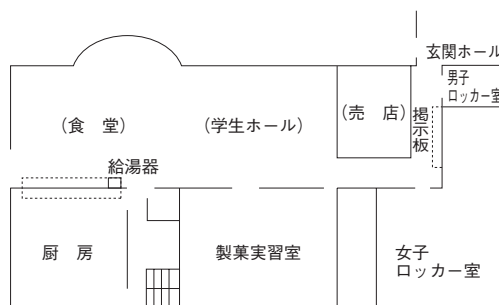 玄関ホール
男子
ロッカー室
（食　堂）
（学生ホール）
（売　店）
掲示板
給湯器
厨　房
製菓実習室
女子
ロッカー室